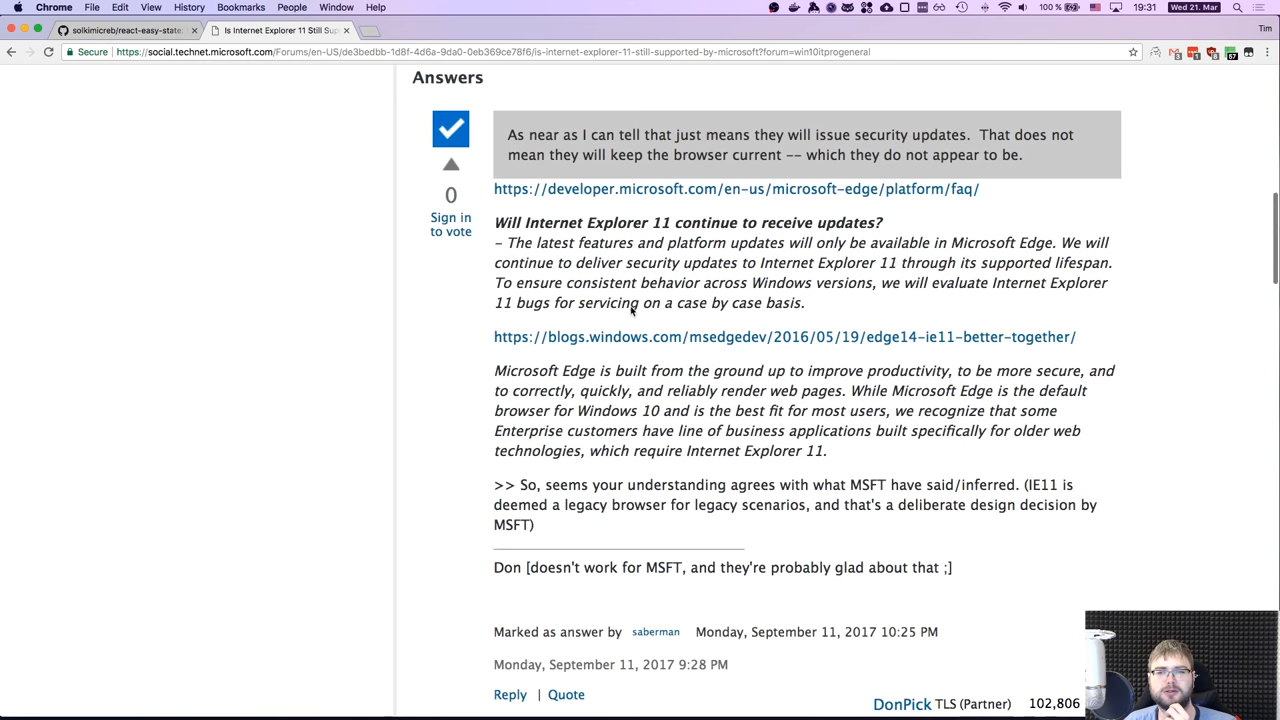 Chrome File Edit View History Bookmarks People Window Help 100 % Wed 21. Mar 19:31
solkimicreb/react-easy-state: Is Internet Explorer 11 Still Sup Tim
Secure https://social.technet.microsoft.com/Forums/en-US/de3bedbb-1d8f-4d6a-9da0-0eb369ce78f6/is-internet-explorer-11-still-supported-by-microsoft?forum=win10itprogeneral
Answers
As near as I can tell that just means they will issue security updates.  That does not
mean they will keep the browser current -- which they do not appear to be.
0
Sign in
to vote
https://developer.microsoft.com/en-us/microsoft-edge/platform/faq/
Will Internet Explorer 11 continue to receive updates?
- The latest features and platform updates will only be available in Microsoft Edge. We will
continue to deliver security updates to Internet Explorer 11 through its supported lifespan.
To ensure consistent behavior across Windows versions, we will evaluate Internet Explorer
11 bugs for servicing on a case by case basis.
https://blogs.windows.com/msedgedev/2016/05/19/edge14-ie11-better-together/
Microsoft Edge is built from the ground up to improve productivity, to be more secure, and
to correctly, quickly, and reliably render web pages. While Microsoft Edge is the default
browser for Windows 10 and is the best fit for most users, we recognize that some
Enterprise customers have line of business applications built specifically for older web
technologies, which require Internet Explorer 11.
>> So, seems your understanding agrees with what MSFT have said/inferred. (IE11 is
deemed a legacy browser for legacy scenarios, and that's a deliberate design decision by
MSFT)
Don [doesn't work for MSFT, and they're probably glad about that ;]
Marked as answer by saberman Monday, September 11, 2017 10:25 PM
Monday, September 11, 2017 9:28 PM
Reply | Quote
DonPick TLS (Partner) 102,806